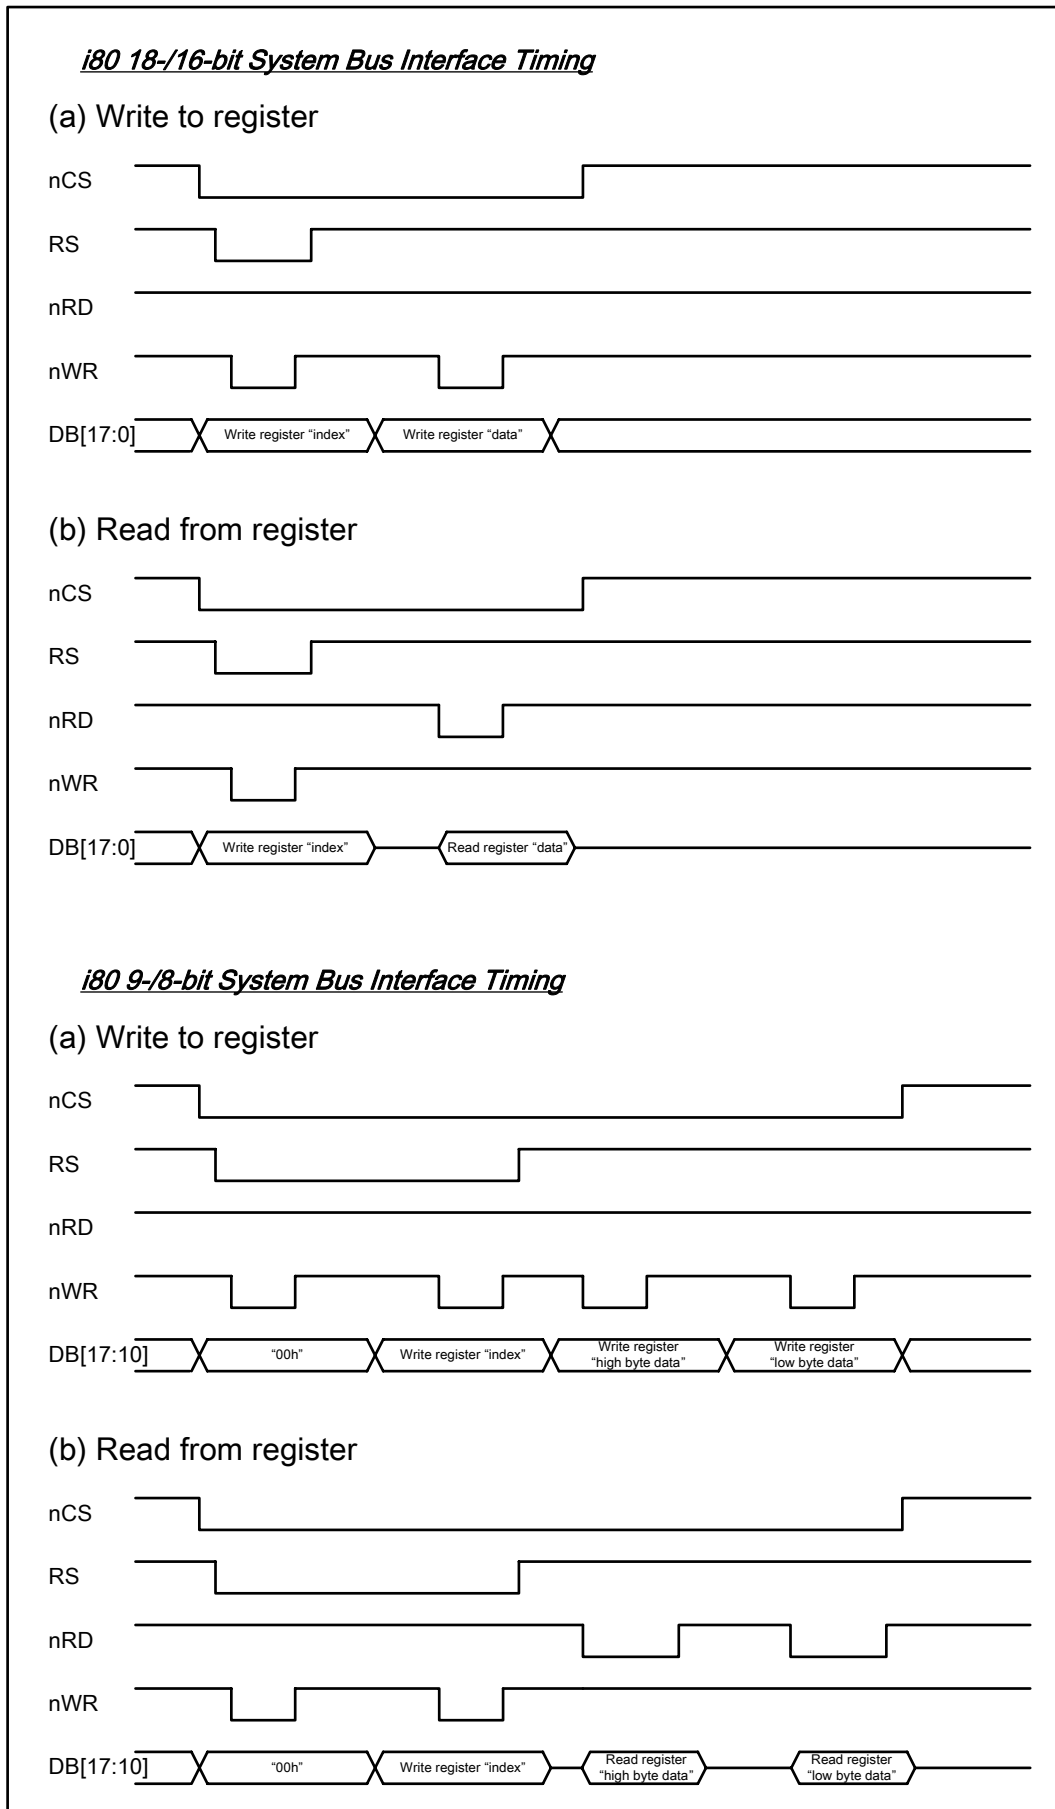 i80 18-/16-bit System Bus Interface Timing
(a) Write to register
nCS
RS
nRD
nWR
DB[17:0]
Write register “index”
Write register “data”
(b) Read from register
nCS
RS
nRD
nWR
DB[17:0]
Write register “index”
Read register “data”
i80 9-/8-bit System Bus Interface Timing
(a) Write to register
nCS
RS
nRD
nWR
DB[17:10]
“00h”
Write register “index”
Write register
“high byte data”
Write register
“low byte data”
(b) Read from register
nCS
RS
nRD
nWR
DB[17:10]
“00h”
Write register “index”
Read register
“high byte data”
Read register
“low byte data”